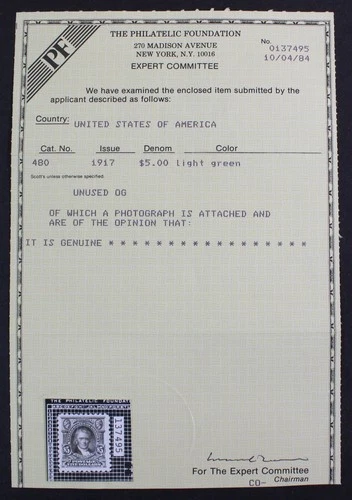 PF
THE PHILATELIC FOUNDATION
270 MADISON AVENUE
NEW YORK, N.Y. 10016
EXPERT COMMITTEE
No.
0137495
10/04/84
We have examined the enclosed item submitted by the
applicant described as follows:
Country: UNITED STATES OF AMERICA
Cat. No. Issue Denom Color
480 1917 $5.00 light green
Scott's unless otherwise specified.
UNUSED OG
OF WHICH A PHOTOGRAPH IS ATTACHED AND
ARE OF THE OPINION THAT:
IT IS GENUINE * * * * * * * * * * * * * * * *
THE PHILATELIC FOUNDAT
137495
For The Expert Committee
CO- Chairman